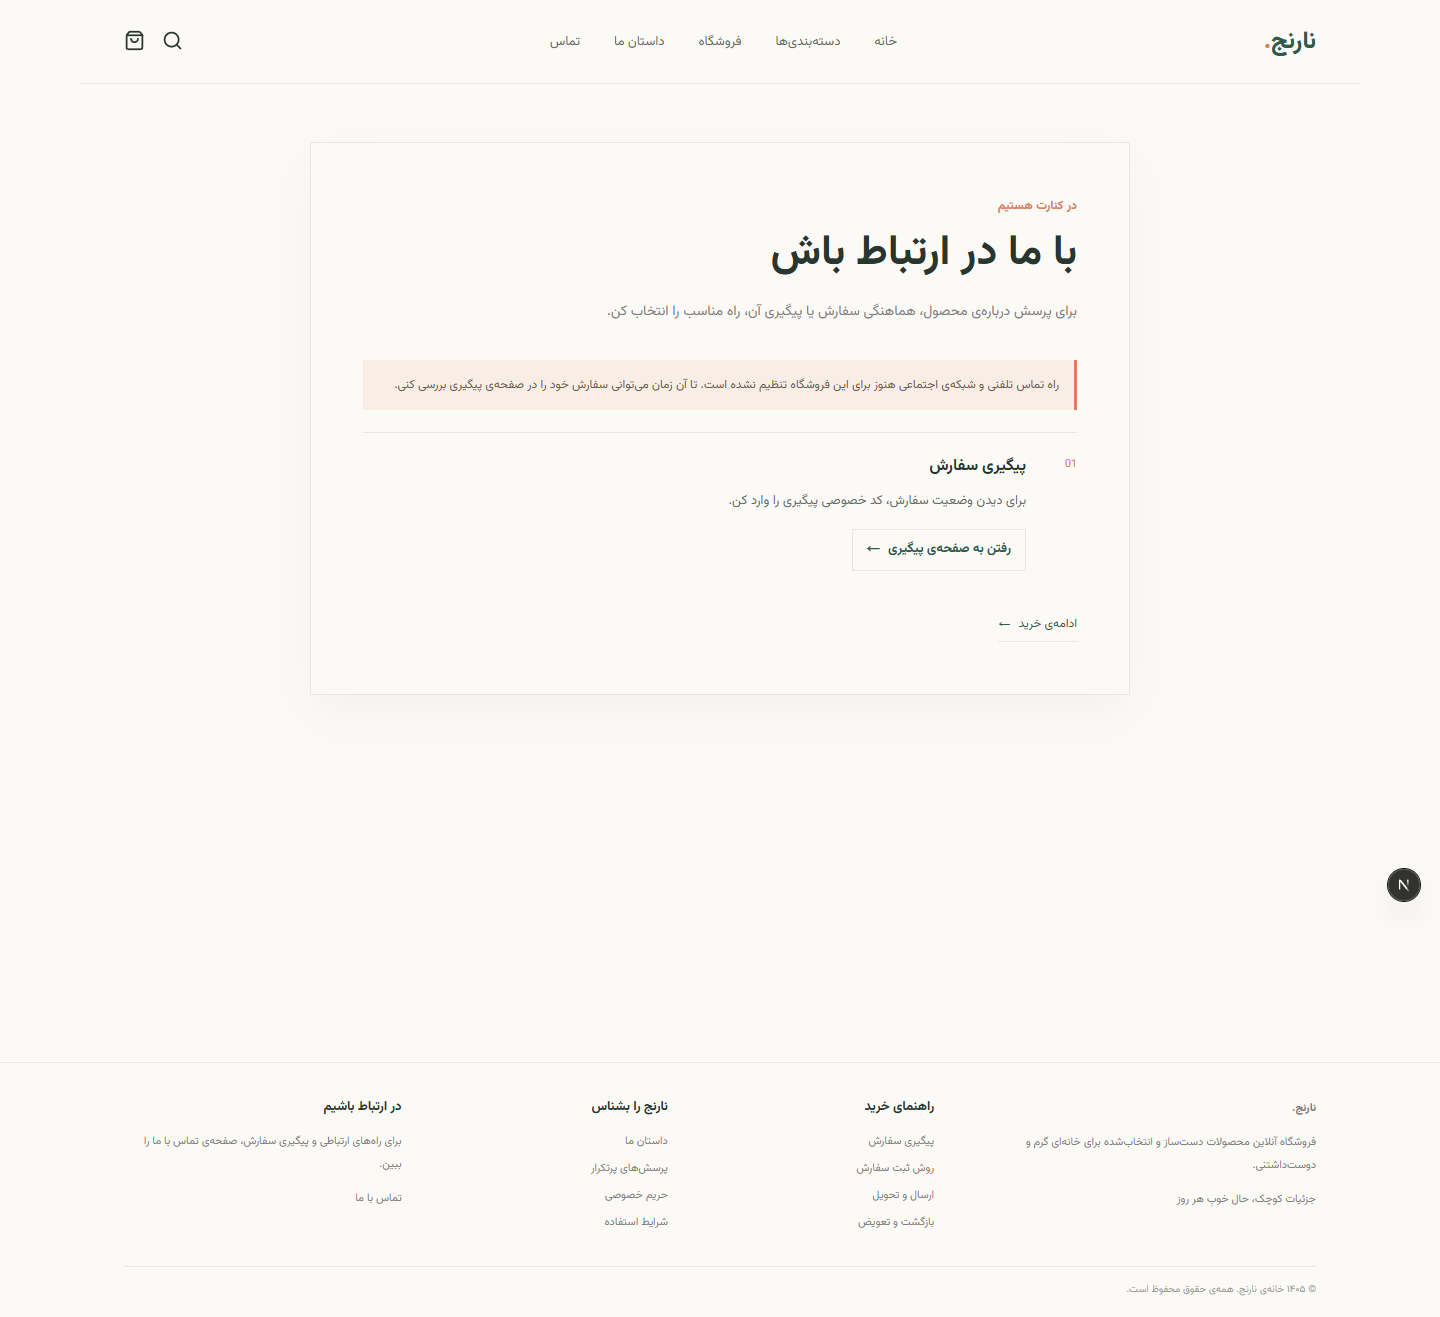 نارنج.
خانه
دسته‌بندی‌ها
فروشگاه
داستان ما
تماس
در کنارت هستیم
با ما در ارتباط باش
برای پرسش درباره‌ی محصول، هماهنگی سفارش یا پیگیری آن، راه مناسب را انتخاب کن.
راه تماس تلفنی و شبکه‌ی اجتماعی هنوز برای این فروشگاه تنظیم نشده است. تا آن زمان می‌توانی سفارش خود را در صفحه‌ی پیگیری بررسی کنی.
01
پیگیری سفارش
برای دیدن وضعیت سفارش، کد خصوصی پیگیری را وارد کن.
رفتن به صفحه‌ی پیگیری ←
ادامه‌ی خرید ←
N
نارنج.
فروشگاه آنلاین محصولات دست‌ساز و انتخاب‌شده برای خانه‌ای گرم و
دوست‌داشتنی.
جزئیات کوچک، حال خوبِ هر روز
راهنمای خرید
پیگیری سفارش
روش ثبت سفارش
ارسال و تحویل
بازگشت و تعویض
نارنج را بشناس
داستان ما
پرسش‌های پرتکرار
حریم خصوصی
شرایط استفاده
در ارتباط باشیم
برای راه‌های ارتباطی و پیگیری سفارش، صفحه‌ی تماس با ما را
ببین.
تماس با ما
© ۱۴۰۵ خانه‌ی نارنج. همه‌ی حقوق محفوظ است.